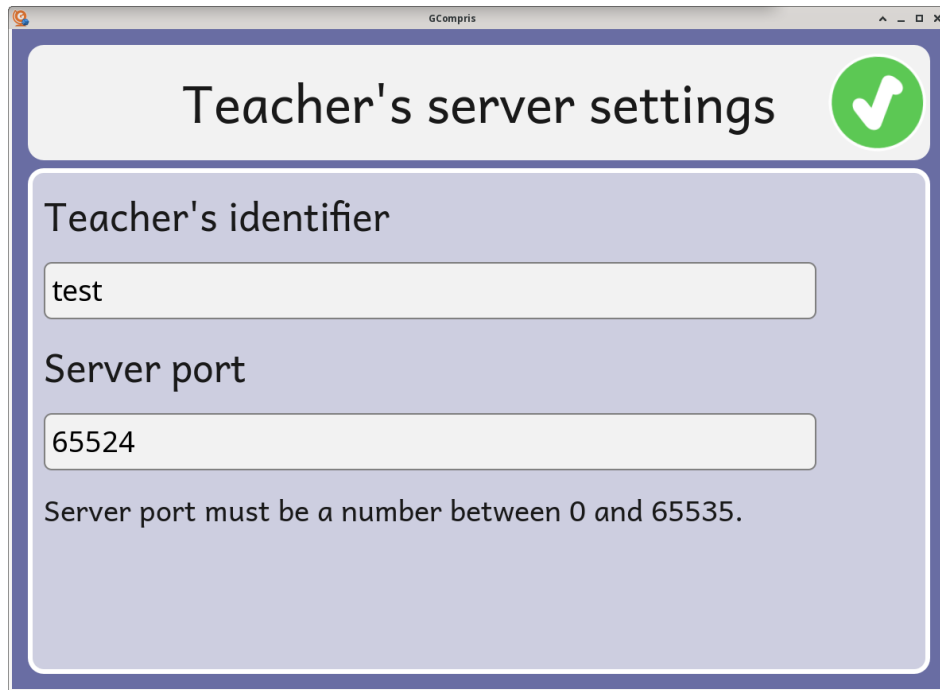 GCompris
Teacher's server settings
Teacher's identifier
test
Server port
65524
Server port must be a number between 0 and 65535.